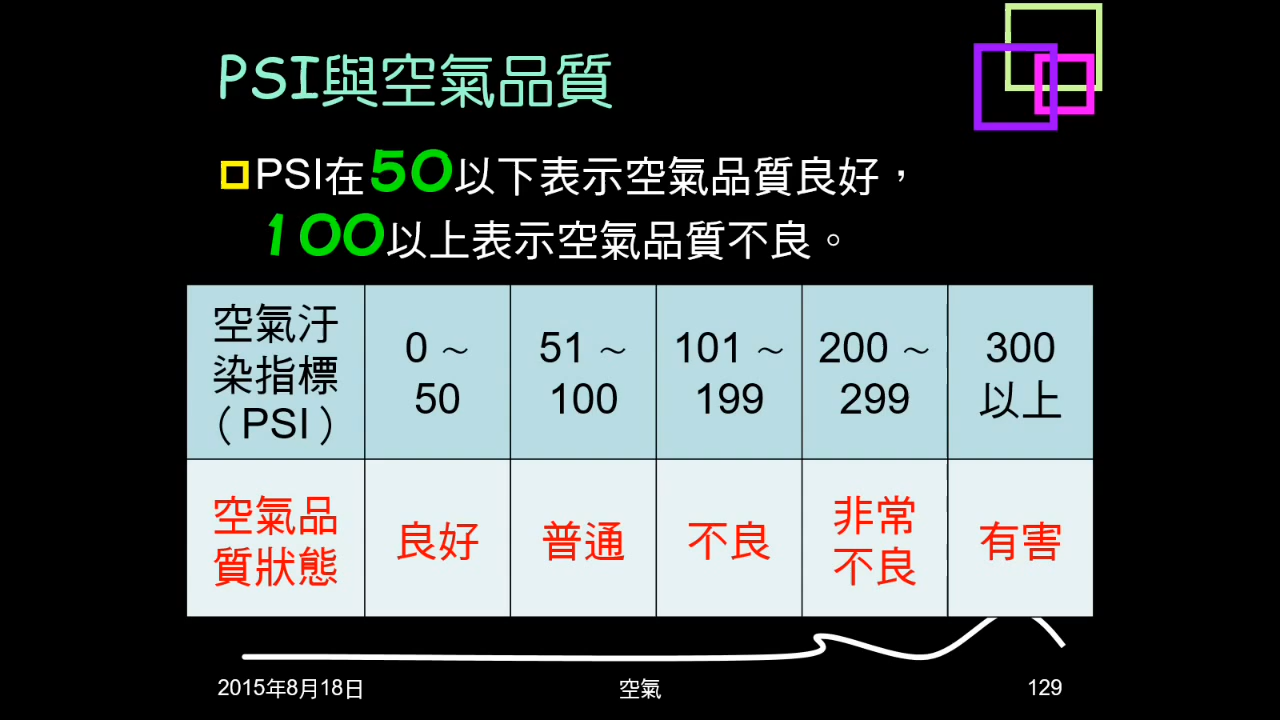 PSI與空氣品質
PSI在50以下表示空氣品質良好，
100以上表示空氣品質不良。
空氣汙
染指標
（PSI）
0～
50
51～
100
101～
199
200～
299
300
以上
空氣品
質狀態
良好
普通
不良
非常
不良
有害
2015年8月18日
空氣
129